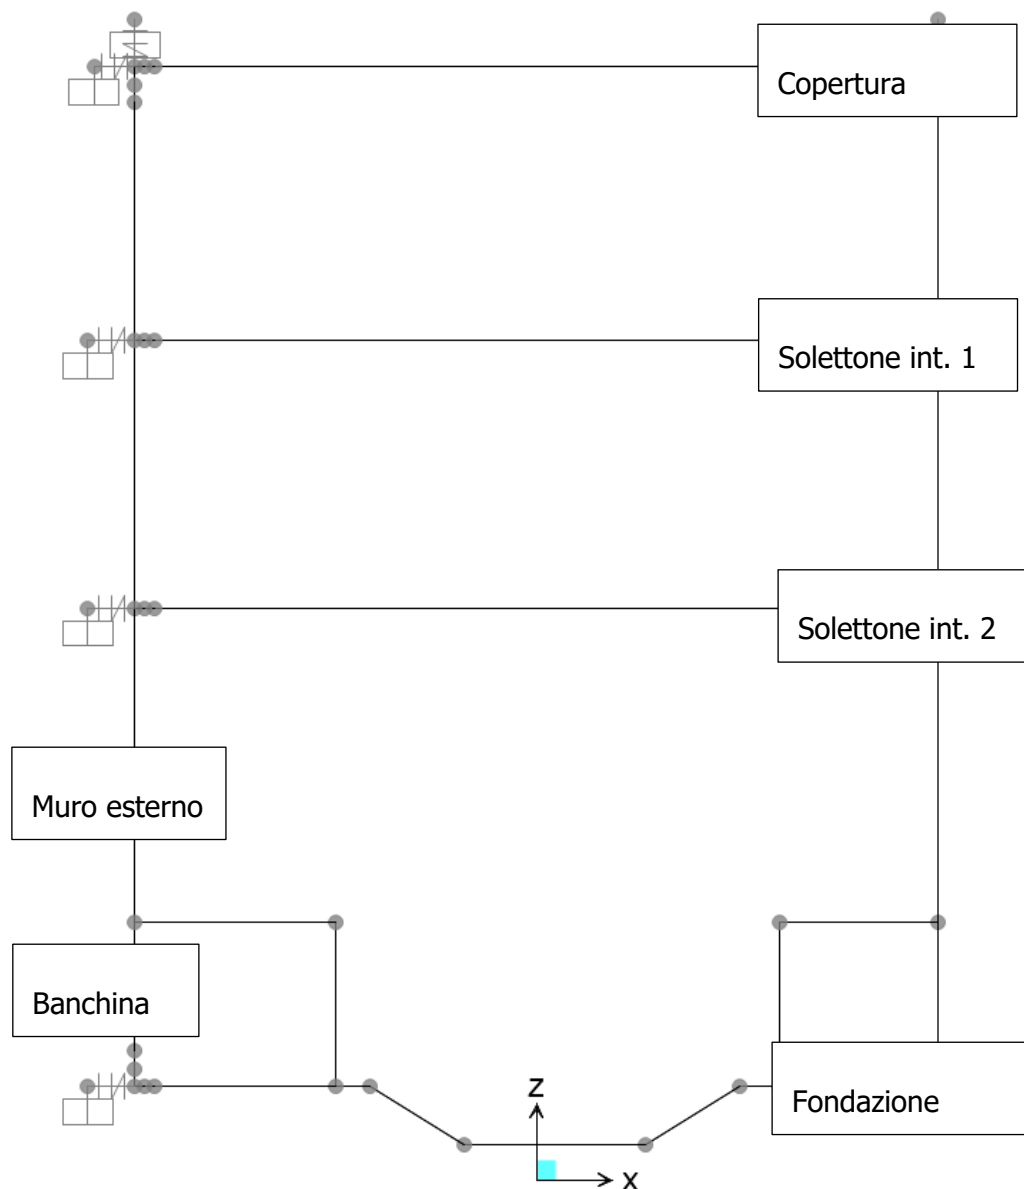 Copertura
Solettone int. 1
Solettone int. 2
Muro esterno
Banchina
Fondazione
Z
X